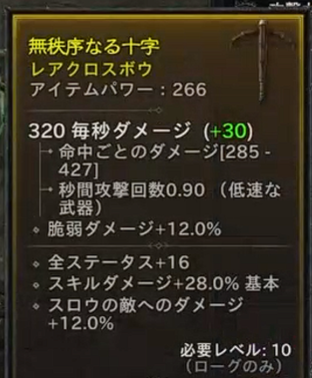 無秩序なる十字
レアクロスボウ
アイテムパワー：266
320 毎秒ダメージ (+30)
命中ごとのダメージ[285 -
427]
秒間攻撃回数0.90 （低速な
武器）
脆弱ダメージ+12.0%
全ステータス+16
スキルダメージ+28.0% 基本
スロウの敵へのダメージ
+12.0%
必要レベル: 10
（ローグのみ）